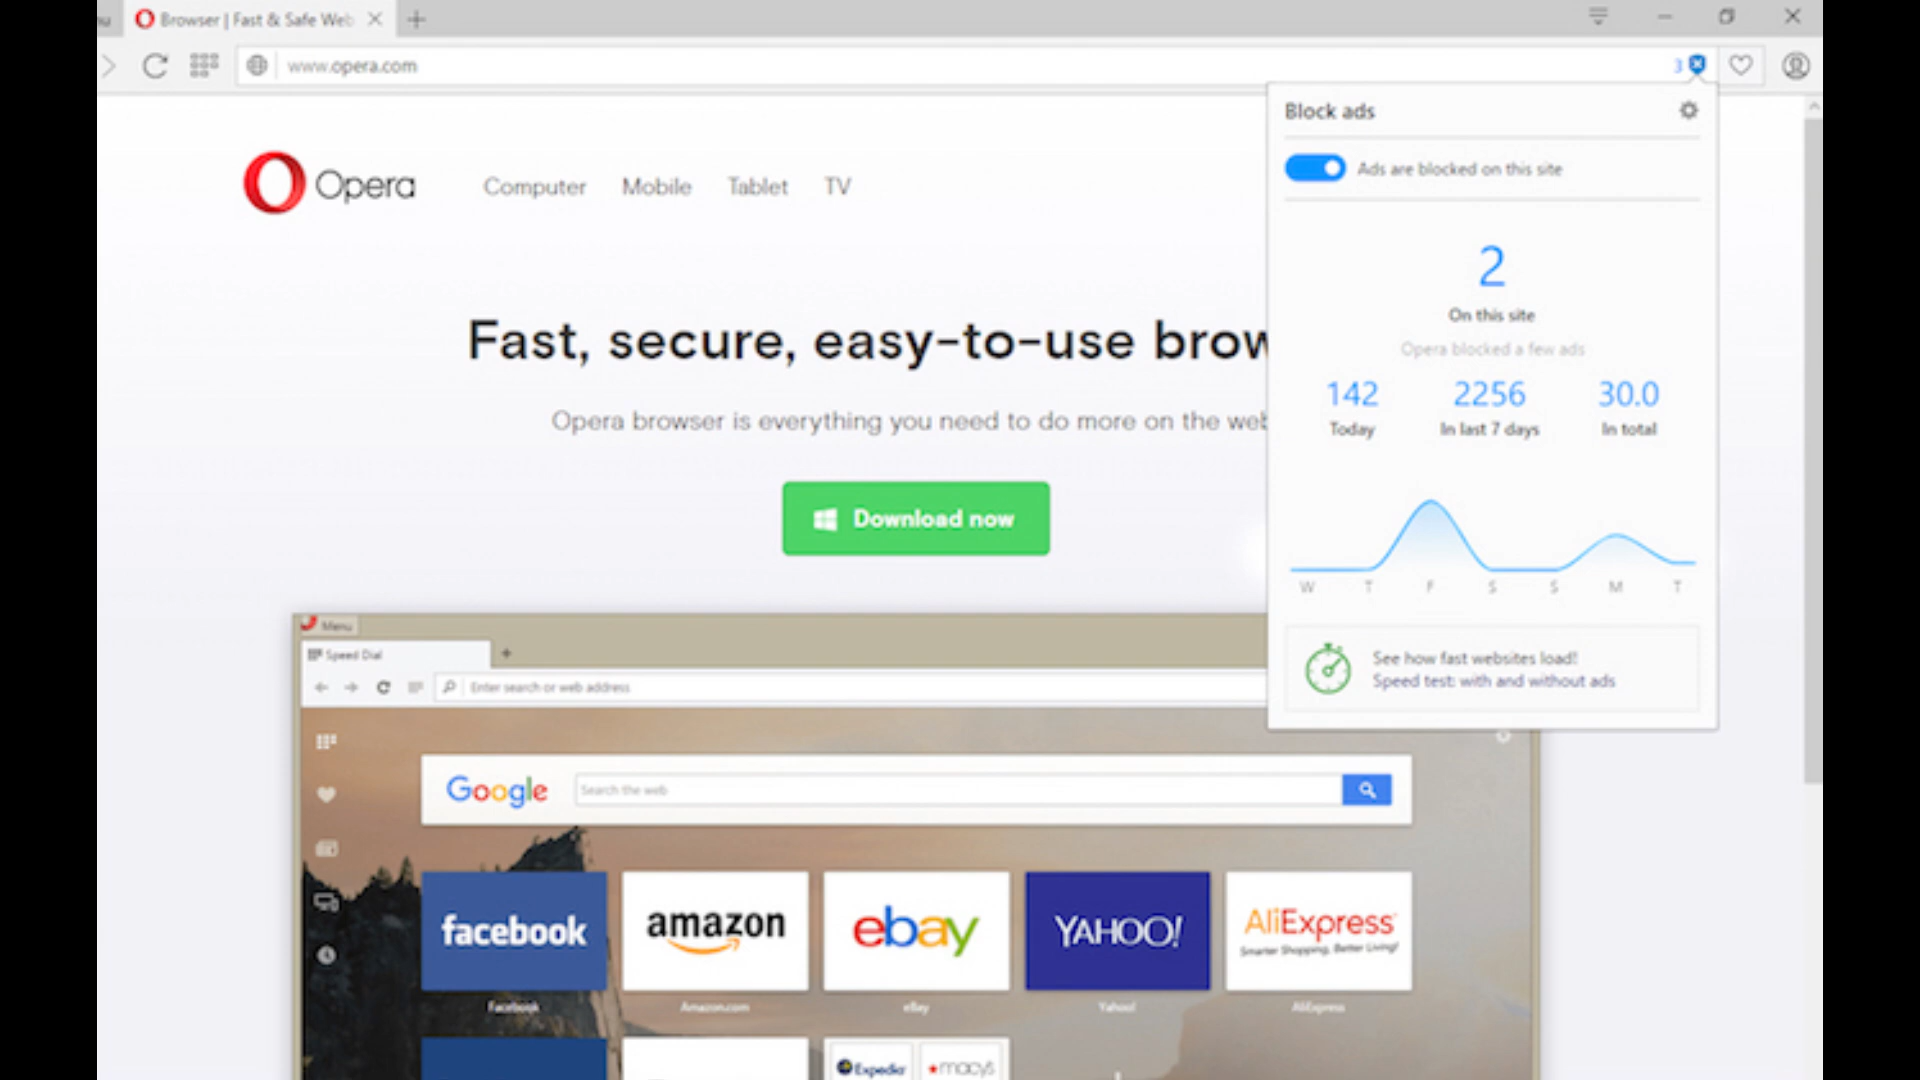 Browser | Fast & Safe Web
www.opera.com
3
Block ads
Ads are blocked on this site
Opera
Computer Mobile Tablet TV
2
On this site
Opera blocked a few ads
142 2256 30.0
Today In last 7 days In total
Fast, secure, easy-to-use brow
Opera browser is everything you need to do more on the web
Download now
W T F S S M T
See how fast websites load!
Speed test: with and without ads
Menu
Speed Dial
Enter search or web address
Google
Search the web
facebook
amazon
ebay
YAHOO!
AliExpress
Smarter Shopping, Better Living!
Facebook
Amazon.com
eBay
Yahoo!
AliExpress
Expedia
macys